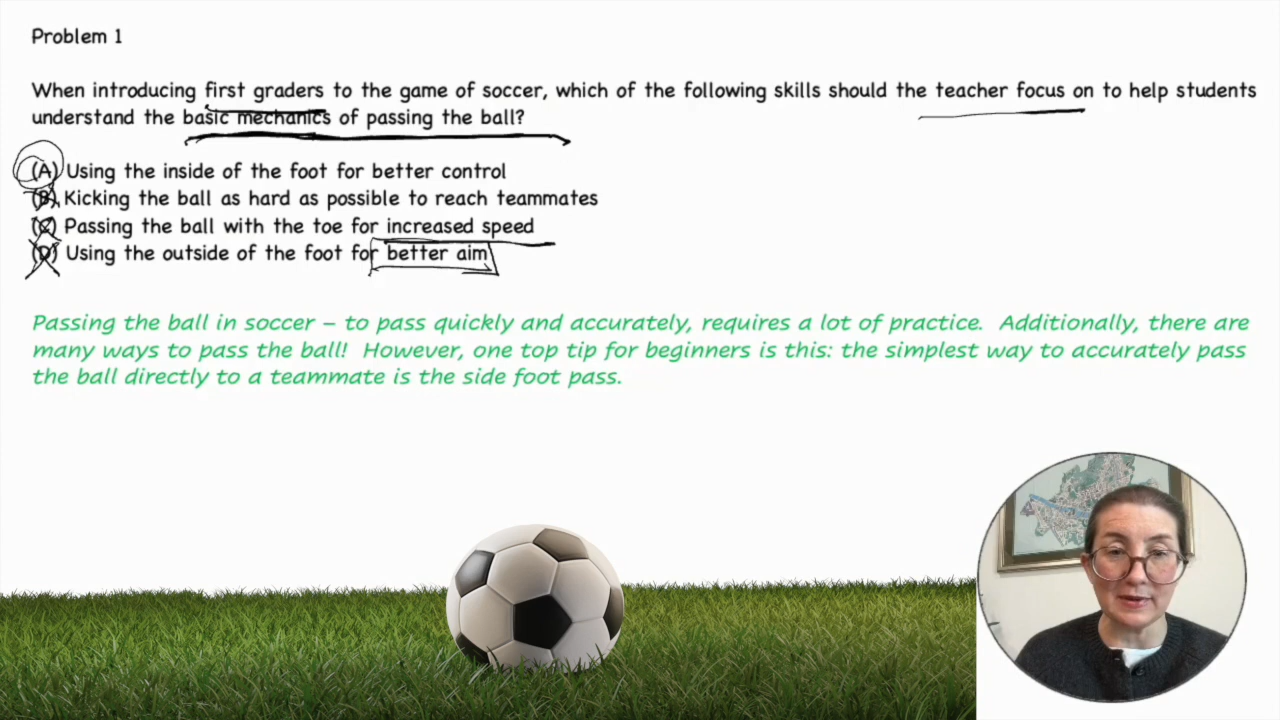 Problem 1
When introducing first graders to the game of soccer, which of the following skills should the teacher focus on to help students
understand the basic mechanics of passing the ball?
(A) Using the inside of the foot for better control
(B) Kicking the ball as hard as possible to reach teammates
(C) Passing the ball with the toe for increased speed
(D) Using the outside of the foot for better aim
Passing the ball in soccer – to pass quickly and accurately, requires a lot of practice. Additionally, there are
many ways to pass the ball! However, one top tip for beginners is this: the simplest way to accurately pass
the ball directly to a teammate is the side foot pass.